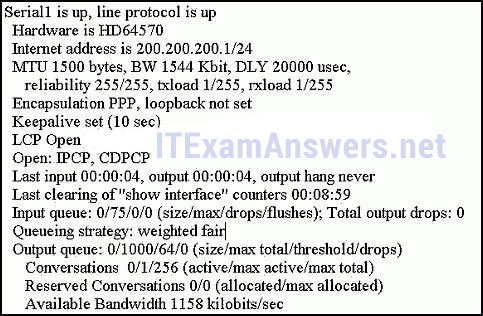 Serial1 is up, line protocol is up
Hardware is HD64570
Internet address is 200.200.200.1/24
MTU 1500 bytes, BW 1544 Kbit, DLY 20000 usec,
reliability 255/255, txload 1/255, rxload 1/255
Encapsulation PPP, loopback not set
Keepalive set (10 sec)
LCP Open
Open: IPCP, CDPCP
ITExamAnswers.net
Last input 00:00:04, output 00:00:04, output hang never
Last clearing of "show interface" counters 00:08:59
Input queue: 0/75/0/0 (size/max/drops/flushes); Total output drops: 0
Queueing strategy: weighted fair
Output queue: 0/1000/64/0 (size/max total/threshold/drops)
Conversations 0/1/256 (active/max active/max total)
Reserved Conversations 0/0 (allocated/max allocated)
Available Bandwidth 1158 kilobits/sec